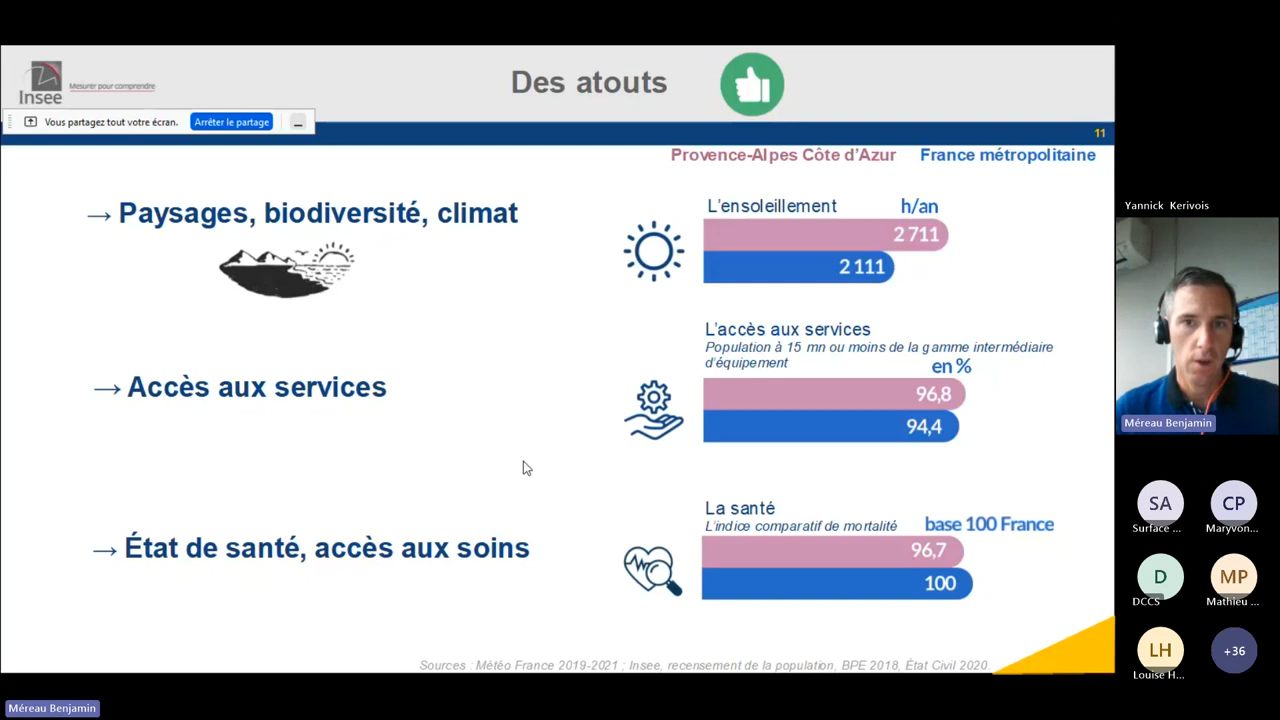 Insee
Mesurer pour comprendre
Des atouts
Vous partagez tout votre écran.
Arrêter le partage
11
Provence-Alpes Côte d'Azur
France métropolitaine
→ Paysages, biodiversité, climat
L'ensoleillement
h/an
2 711
2 111
→ Accès aux services
L'accès aux services
Population à 15 mn ou moins de la gamme intermédiaire
d'équipement
en %
96,8
94,4
→ État de santé, accès aux soins
La santé
L'indice comparatif de mortalité
base 100 France
96,7
100
Sources : Météo France 2019-2021 ; Insee, recensement de la population, BPE 2018, État Civil 2020.
Yannick Kerivois
Méreau Benjamin
SA
CP
Surface ...
Maryvon...
D
MP
DCCS
Mathieu ...
LH
+36
Louise H...
Méreau Benjamin